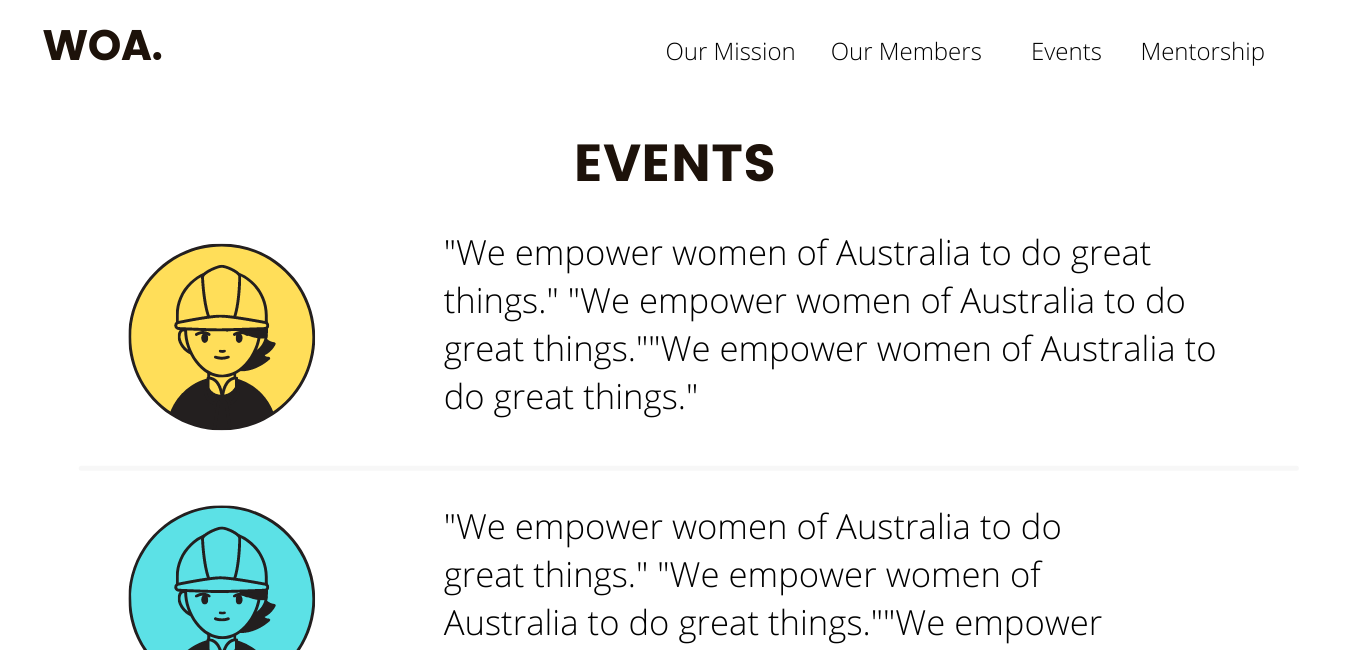 WOA.
Our Mission Our Members Events Mentorship
EVENTS
"We empower women of Australia to do great
things." "We empower women of Australia to do
great things.""We empower women of Australia to
do great things."
"We empower women of Australia to do
great things." "We empower women of
Australia to do great things.""We empower